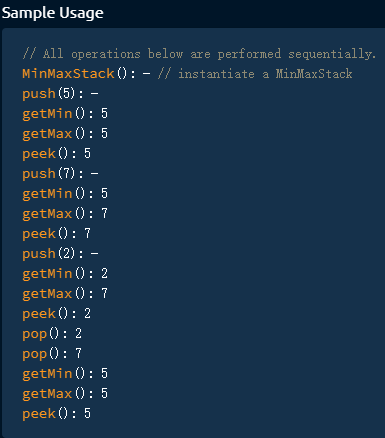 Sample Usage
// All operations below are performed sequentially.
MinMaxStack(): - // instantiate a MinMaxStack
push(5): -
getMin(): 5
getMax(): 5
peek(): 5
push(7): -
getMin(): 5
getMax(): 7
peek(): 7
push(2): -
getMin(): 2
getMax(): 7
peek(): 2
pop(): 2
pop(): 7
getMin(): 5
getMax(): 5
peek(): 5